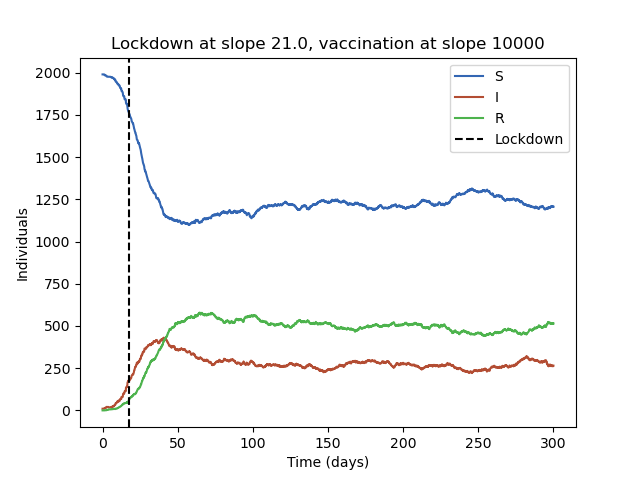 Lockdown at slope 21.0, vaccination at slope 10000
S
I
R
Lockdown
2000
1750
1500
1250
1000
750
500
250
0
Individuals
0 50 100 150 200 250 300
Time (days)